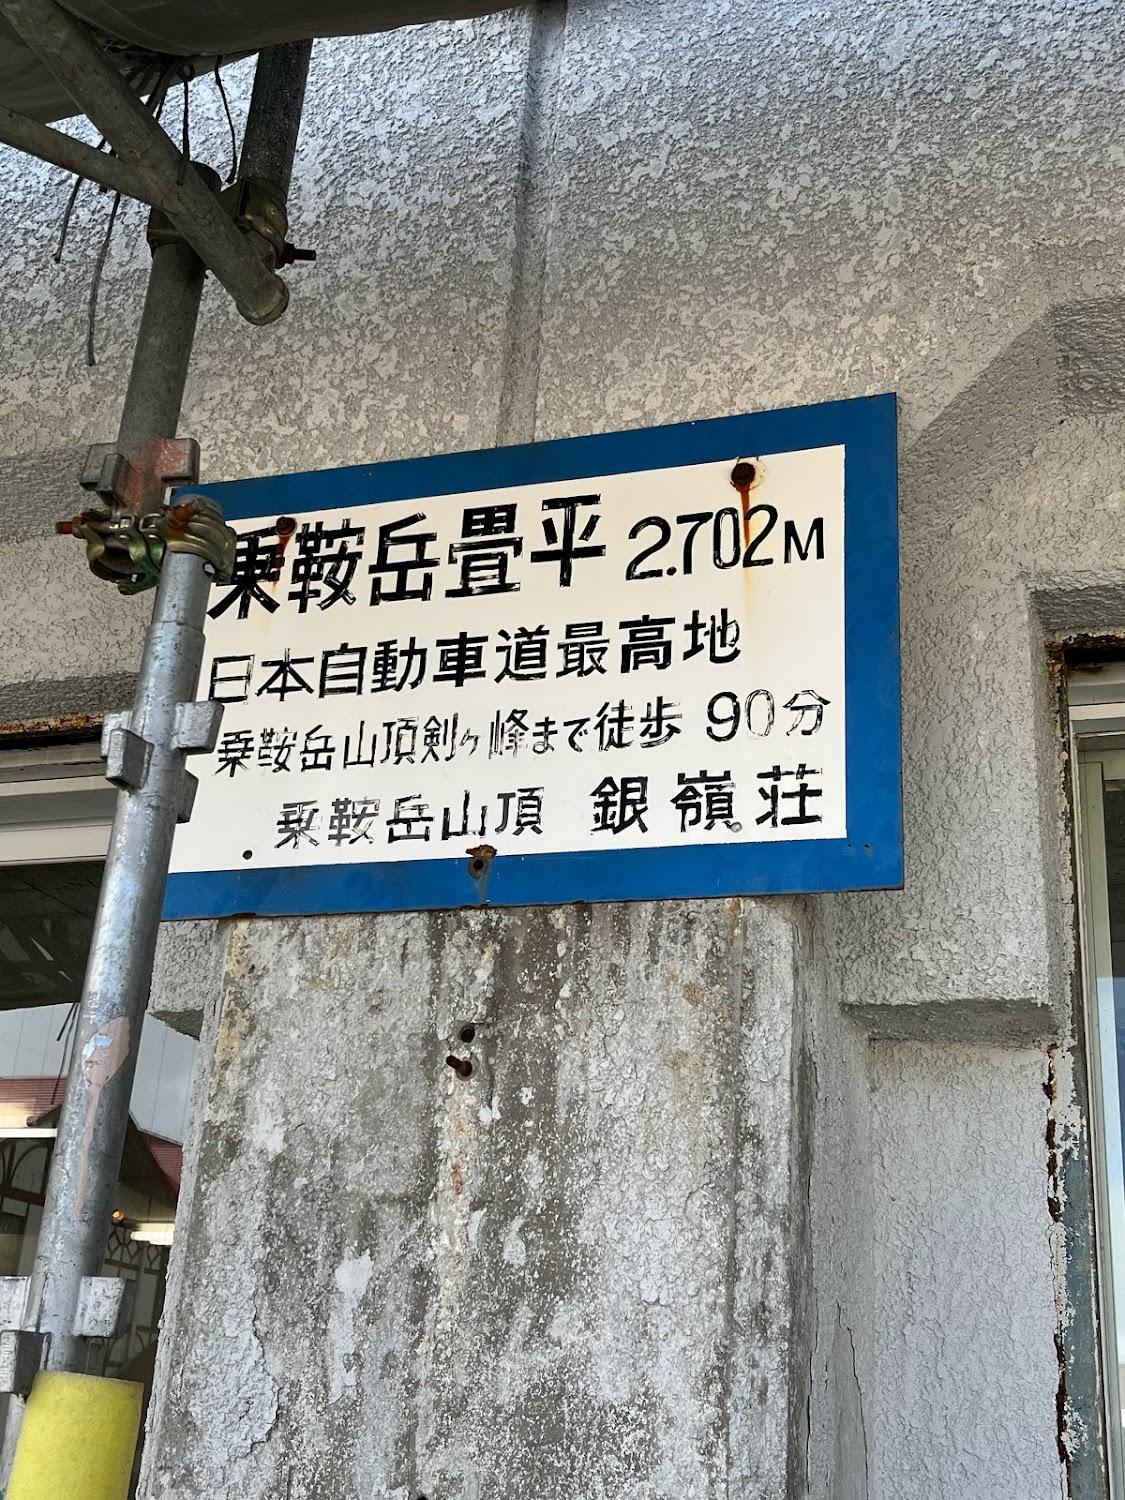 乗鞍岳畳平 2.702M
日本自動車道最高地
乗鞍岳山頂剣ヶ峰まで徒歩 90分
乗鞍岳山頂 銀嶺荘